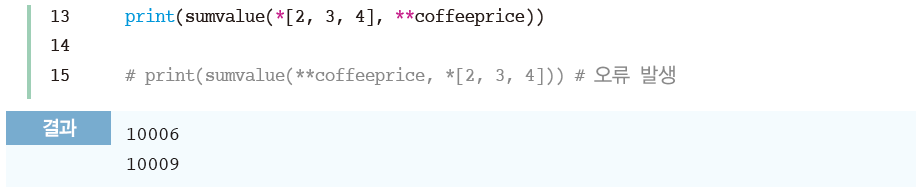 13 print(sumvalue(*[2, 3, 4], **coffeeprice))
14
15 # print(sumvalue(**coffeeprice, *[2, 3, 4])) # 오류 발생
결과 10006
10009